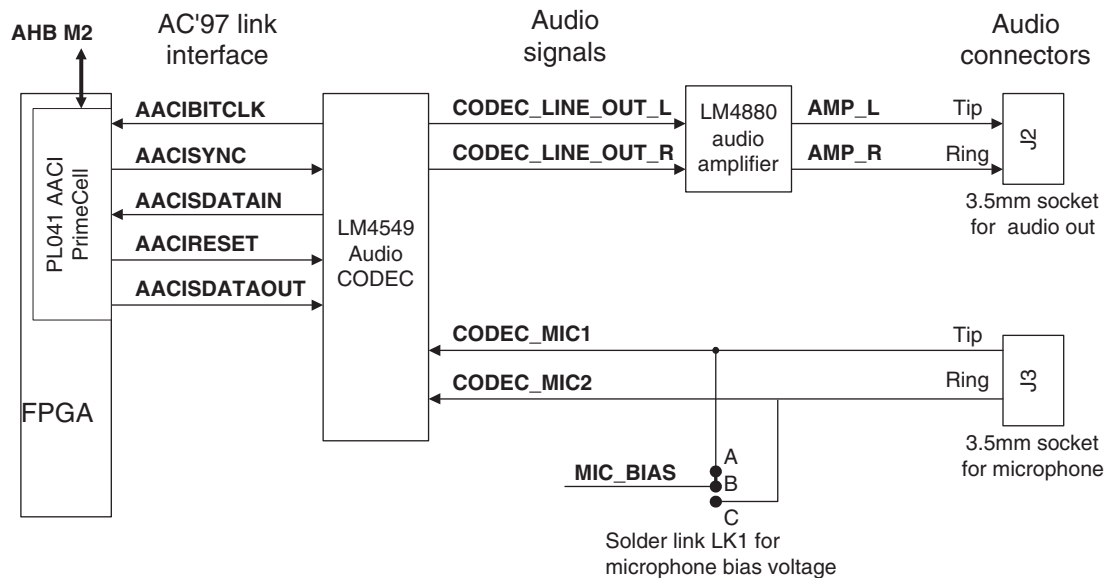 AHB M2
AC'97 link
interface
Audio
signals
Audio
connectors
AACIBITCLK
AACISYNC
AACISDATAIN
AACIRESET
AACISDATAOUT
PL041 AACI
PrimeCell
FPGA
LM4549
Audio
CODEC
CODEC_LINE_OUT_L
CODEC_LINE_OUT_R
LM4880
audio
amplifier
AMP_L
AMP_R
Tip
Ring
J2
3.5mm socket
for audio out
CODEC_MIC1
CODEC_MIC2
Tip
Ring
J3
3.5mm socket
for microphone
MIC_BIAS
A
B
C
Solder link LK1 for
microphone bias voltage